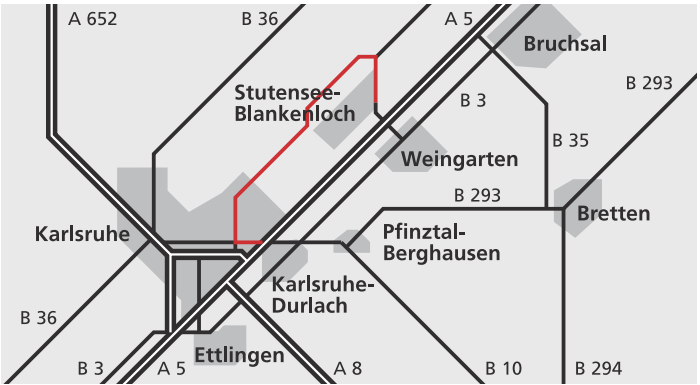 A 652
B 36
A 5
Bruchsal
B 293
Stutensee-
Blankenloch
B 3
B 35
Weingarten
B 293
Bretten
Karlsruhe
Pfinztal-
Berghausen
Karlsruhe-
Durlach
B 36
Ettlingen
B 3
A 5
A 8
B 10
B 294